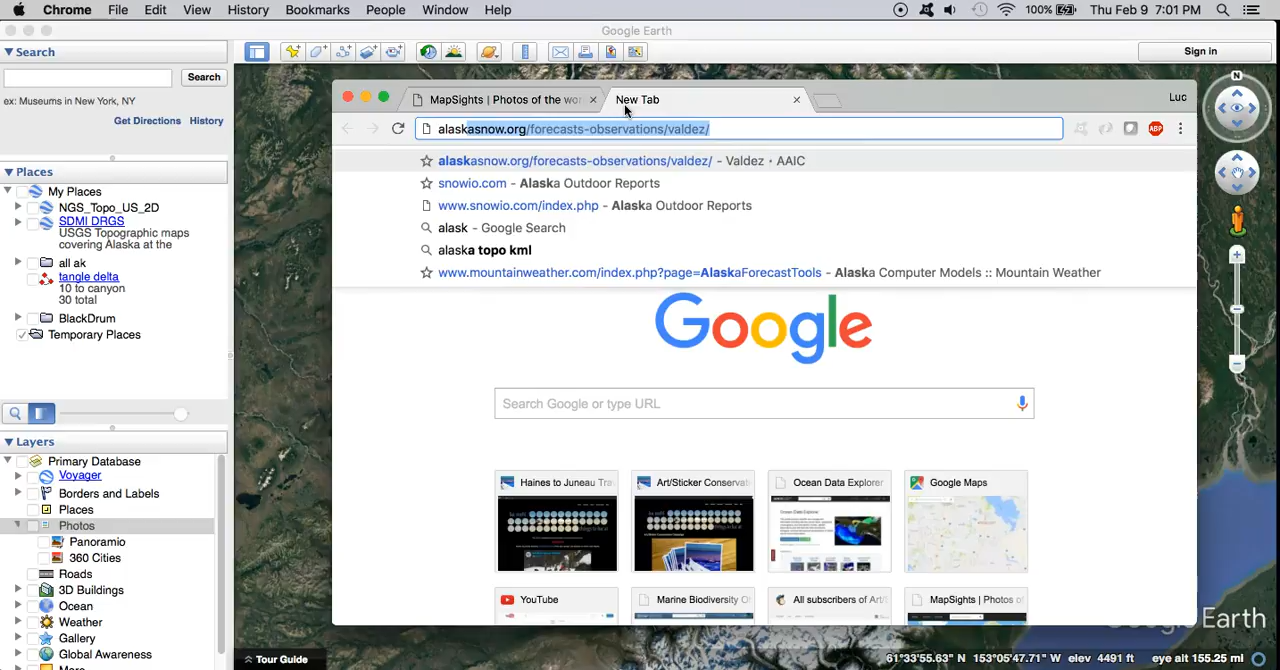 Chrome File Edit View History Bookmarks People Window Help 100% Thu Feb 9 7:01 PM
Google Earth
Search
Sign in
Search
ex: Museums in New York, NY
Get Directions History
MapSights | Photos of the wor
New Tab
Luc
alaskasnow.org/forecasts-observations/valdez/
ABP
alaskasnow.org/forecasts-observations/valdez/ - Valdez · AAIC
snowio.com - Alaska Outdoor Reports
www.snowio.com/index.php - Alaska Outdoor Reports
alask - Google Search
alaska topo kml
www.mountainweather.com/index.php?page=AlaskaForecastTools - Alaska Computer Models :: Mountain Weather
Google
Search Google or type URL
Haines to Juneau Tra
Art/Sticker Conservat
Ocean Data Explorer
Google Maps
YouTube
Marine Biodiversity O
All subscribers of Art/
MapSights | Photos of
Places
My Places
NGS_Topo_US_2D
SDMI DRGS
USGS Topographic maps
covering Alaska at the
all ak
tangle delta
10 to canyon
30 total
BlackDrum
Temporary Places
Layers
Primary Database
Voyager
Borders and Labels
Places
Photos
Panoramio
360 Cities
Roads
3D Buildings
Ocean
Weather
Gallery
Global Awareness
More
N
Google Earth
Tour Guide
61°33'55.63" N 153°05'47.71" W elev 4491 ft eye alt 155.25 mi